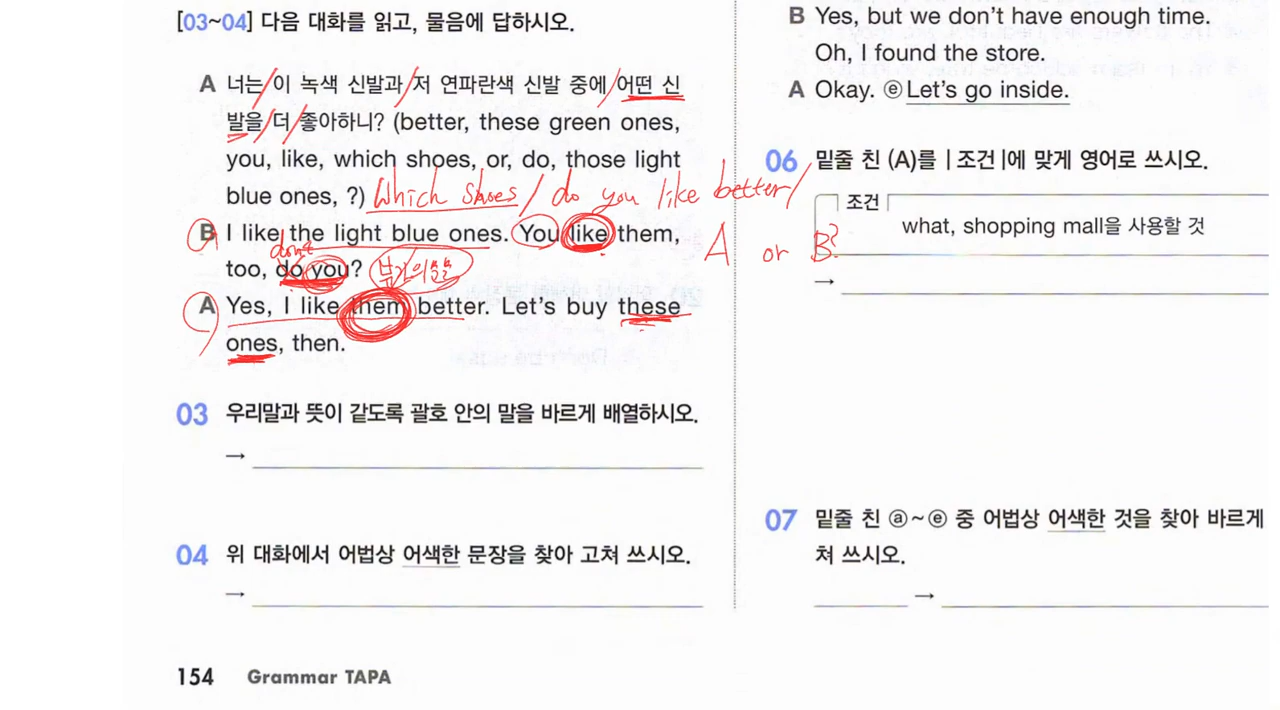 [03~04] 다음 대화를 읽고, 물음에 답하시오.
A 너는/이 녹색 신발과/저 연파란색 신발 중에/어떤 신
발을/더/좋아하니? (better, these green ones,
you, like, which shoes, or, do, those light
blue ones, ?) Which shoes / do you like better/
A or B?
B I like the light blue ones. You like them,
don't
too, do you? 부가의문문
A Yes, I like them better. Let's buy these
ones, then.
03 우리말과 뜻이 같도록 괄호 안의 말을 바르게 배열하시오.
→
04 위 대화에서 어법상 어색한 문장을 찾아 고쳐 쓰시오.
→
154 Grammar TAPA
B Yes, but we don't have enough time.
Oh, I found the store.
A Okay. ⓔ Let's go inside.
06 밑줄 친 (A)를 | 조건 |에 맞게 영어로 쓰시오.
조건
what, shopping mall을 사용할 것
→
07 밑줄 친 ⓐ~ⓔ 중 어법상 어색한 것을 찾아 바르게
쳐 쓰시오.
→